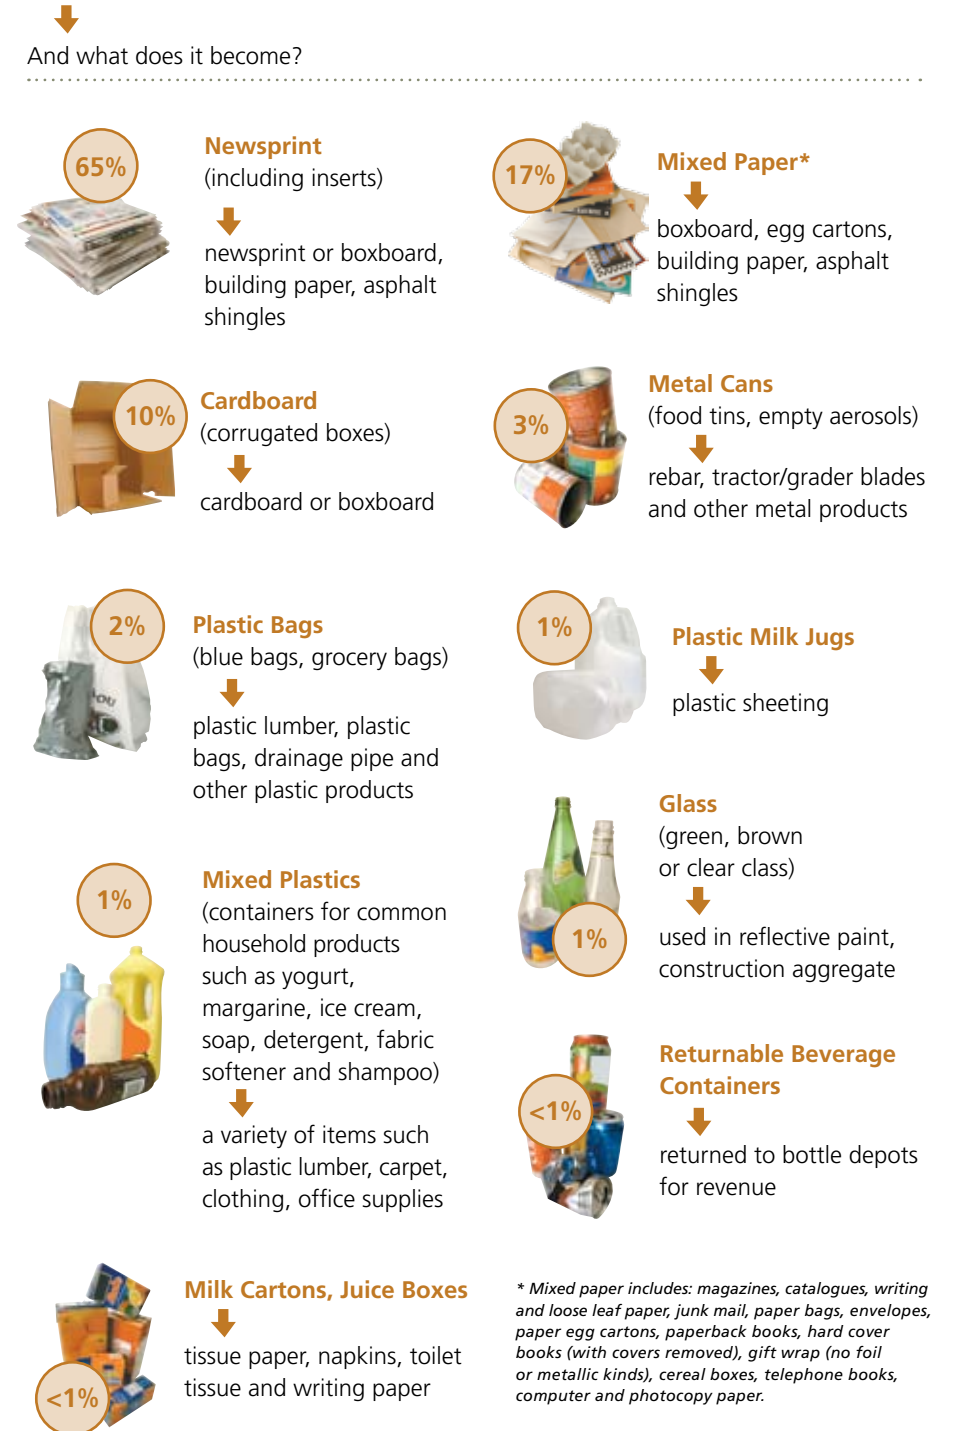 And what does it become?
65%
Newsprint
(including inserts)
newsprint or boxboard,
building paper, asphalt
shingles
17%
Mixed Paper*
boxboard, egg cartons,
building paper, asphalt
shingles
10%
Cardboard
(corrugated boxes)
cardboard or boxboard
3%
Metal Cans
(food tins, empty aerosols)
rebar, tractor/grader blades
and other metal products
2%
Plastic Bags
(blue bags, grocery bags)
plastic lumber, plastic
bags, drainage pipe and
other plastic products
1%
Plastic Milk Jugs
plastic sheeting
1%
Mixed Plastics
(containers for common
household products
such as yogurt,
margarine, ice cream,
soap, detergent, fabric
softener and shampoo)
a variety of items such
as plastic lumber, carpet,
clothing, office supplies
Glass
(green, brown
or clear class)
1%
used in reflective paint,
construction aggregate
<1%
Returnable Beverage
Containers
returned to bottle depots
for revenue
<1%
Milk Cartons, Juice Boxes
tissue paper, napkins, toilet
tissue and writing paper
* Mixed paper includes: magazines, catalogues, writing
and loose leaf paper, junk mail, paper bags, envelopes,
paper egg cartons, paperback books, hard cover
books (with covers removed), gift wrap (no foil
or metallic kinds), cereal boxes, telephone books,
computer and photocopy paper.